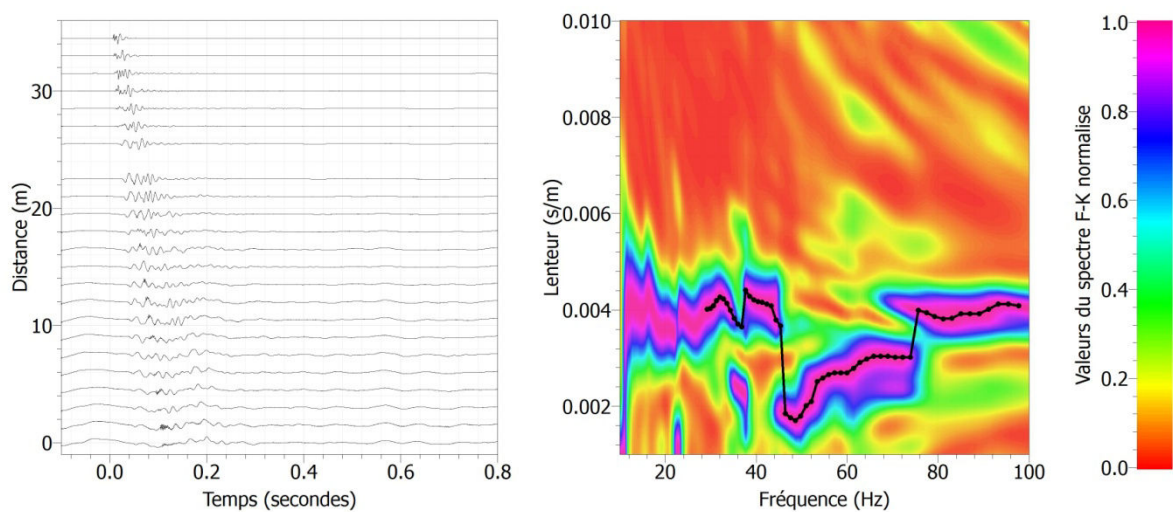 30
20
10
0
Distance (m)
0.0 0.2 0.4 0.6 0.8
Temps (secondes)
0.010
0.008
0.006
0.004
0.002
Lenteur (s/m)
20 40 60 80 100
Fréquence (Hz)
1.0
0.8
0.6
0.4
0.2
0.0
Valeurs du spectre F-K normalise